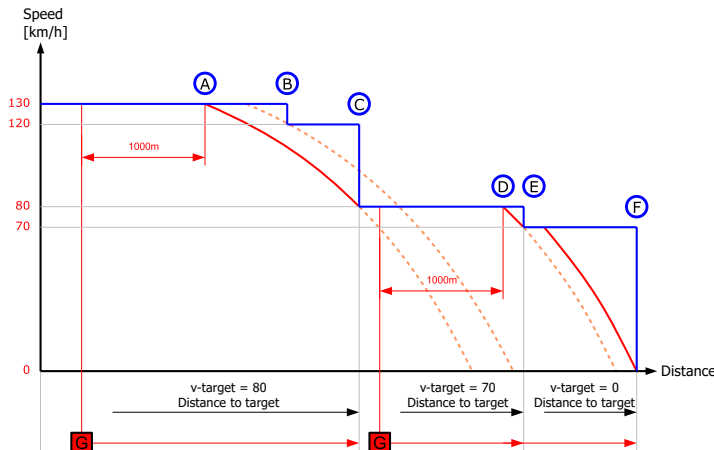 Speed
[km/h]
A
B
C
130
120
1000m
D
E
F
80
70
1000m
0
Distance
v-target = 80
Distance to target
v-target = 70
Distance to target
v-target = 0
Distance to target
G
G